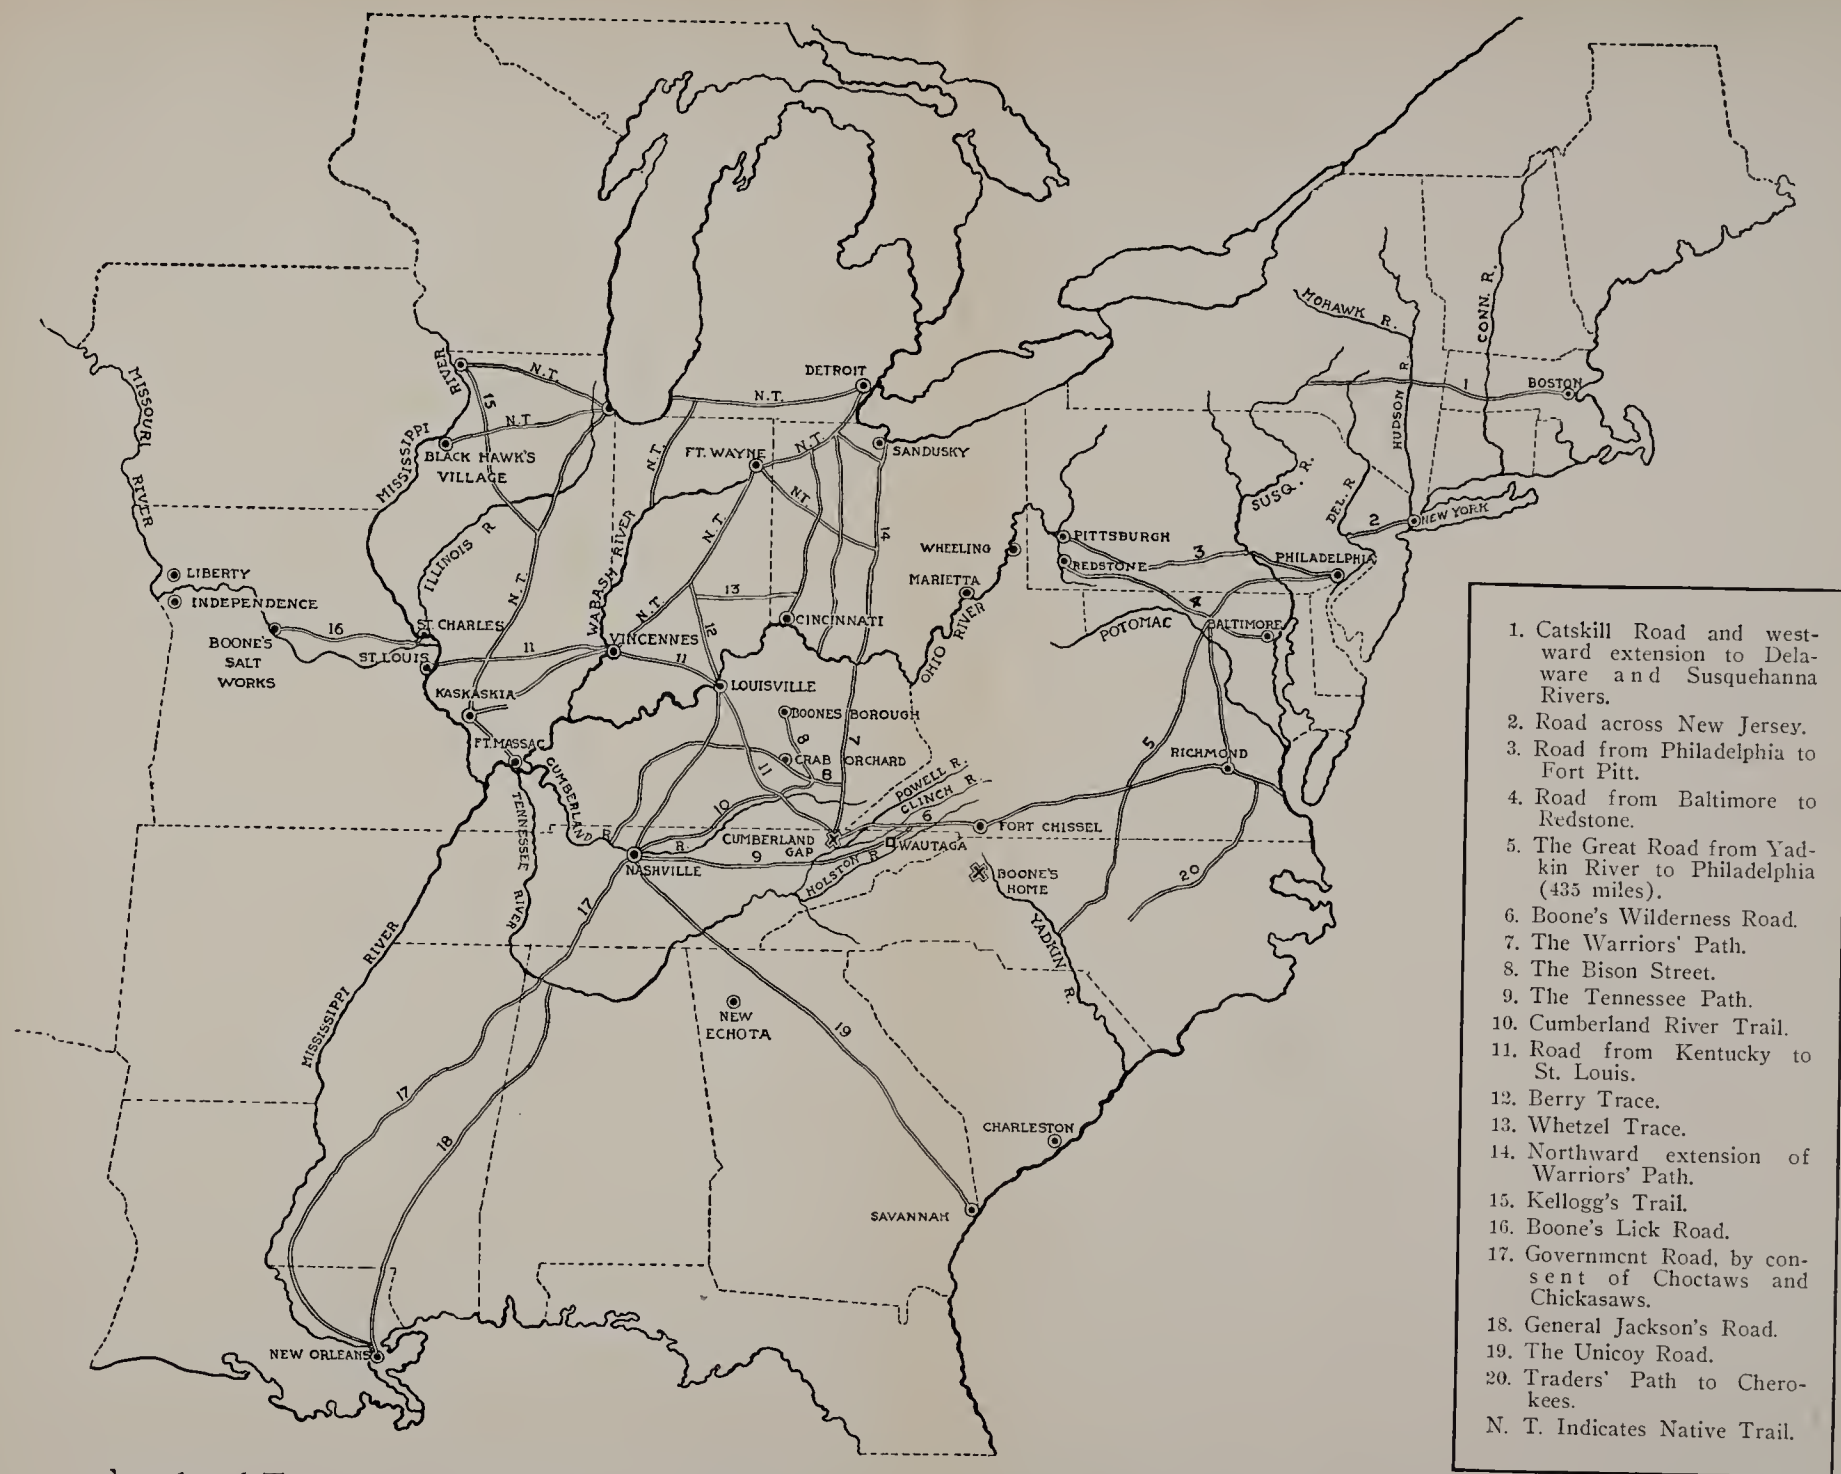 DETROIT
N.T.
N.T.
N.T.
15
RIVER
MISSISSIPPI
BLACK HAWK'S
VILLAGE
MISSOURI
RIVER
FT. WAYNE
N.T.
N.T.
N.T.
SANDUSKY
14
MOHAWK R.
HUDSON
R
CONN. R.
1
BOSTON
SUSQ. R.
DEL. R
2
NEW YORK
WHEELING
PITTSBURGH
REDSTONE
3
PHILADELPHIA
MARIETTA
4
BALTIMORE
POTOMAC
OHIO RIVER
LIBERTY
INDEPENDENCE
BOONE'S
SALT
WORKS
16
ILLINOIS R
N.T.
WABASH RIVER
N.T.
N.T.
13
CINCINNATI
ST. CHARLES
ST. LOUIS
11
VINCENNES
11
12
KASKASKIA
LOUISVILLE
BOONES BOROUGH
8
7
CRAB ORCHARD
8
11
FT. MASSAC
CUMBERLAND
R
TENNESSEE
RIVER
10
R.
POWELL R.
CLINCH R.
6
CUMBERLAND
GAP
WAUTAGA
HOLSTON R
9
NASHVILLE
FORT CHISSEL
RICHMOND
5
BOONE'S
HOME
YADKIN
R.
20
17
MISSISSIPPI
RIVER
NEW
ECHOTA
19
17
18
CHARLESTON
SAVANNAH
NEW ORLEANS
1. Catskill Road and west-
ward extension to Dela-
ware and Susquehanna
Rivers.
2. Road across New Jersey.
3. Road from Philadelphia to
Fort Pitt.
4. Road from Baltimore to
Redstone.
5. The Great Road from Yad-
kin River to Philadelphia
(435 miles).
6. Boone's Wilderness Road.
7. The Warriors' Path.
8. The Bison Street.
9. The Tennessee Path.
10. Cumberland River Trail.
11. Road from Kentucky to
St. Louis.
12. Berry Trace.
13. Whetzel Trace.
14. Northward extension of
Warriors' Path.
15. Kellogg's Trail.
16. Boone's Lick Road.
17. Government Road, by con-
sent of Choctaws and
Chickasaws.
18. General Jackson's Road.
19. The Unicoy Road.
20. Traders' Path to Chero-
kees.
N. T. Indicates Native Trail.